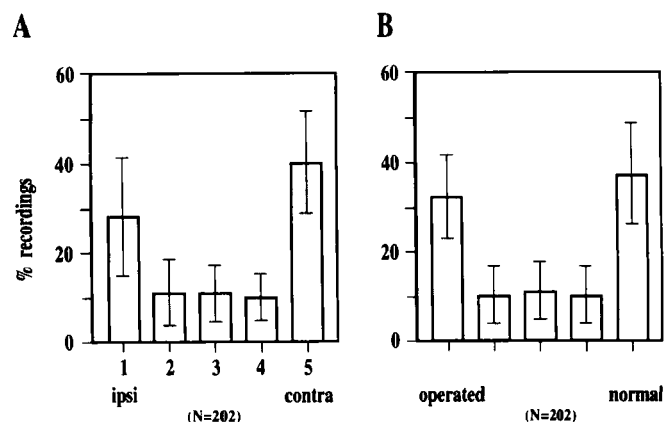 A
B
% recordings
60
40
20
0
1 2 3 4 5
ipsi contra
(N=202)
60
40
20
0
operated normal
(N=202)